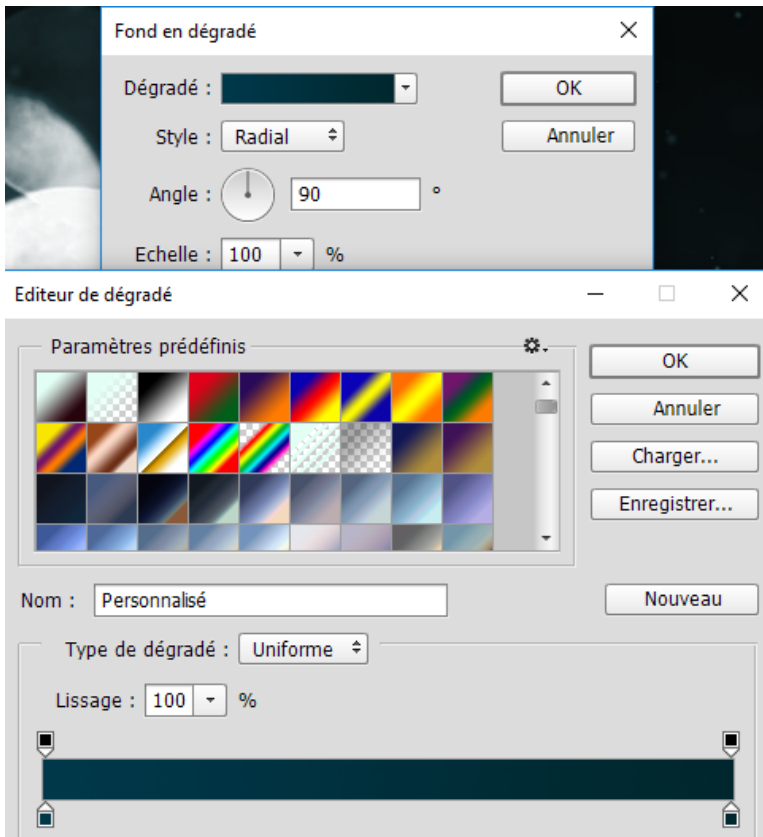 Fond en dégradé
Dégradé :
OK
Style : Radial
Annuler
Angle : 90 °
Echelle : 100 %
Editeur de dégradé
Paramètres prédéfinis
OK
Annuler
Charger...
Enregistrer...
Nom : Personnalisé
Nouveau
Type de dégradé : Uniforme
Lissage : 100 %